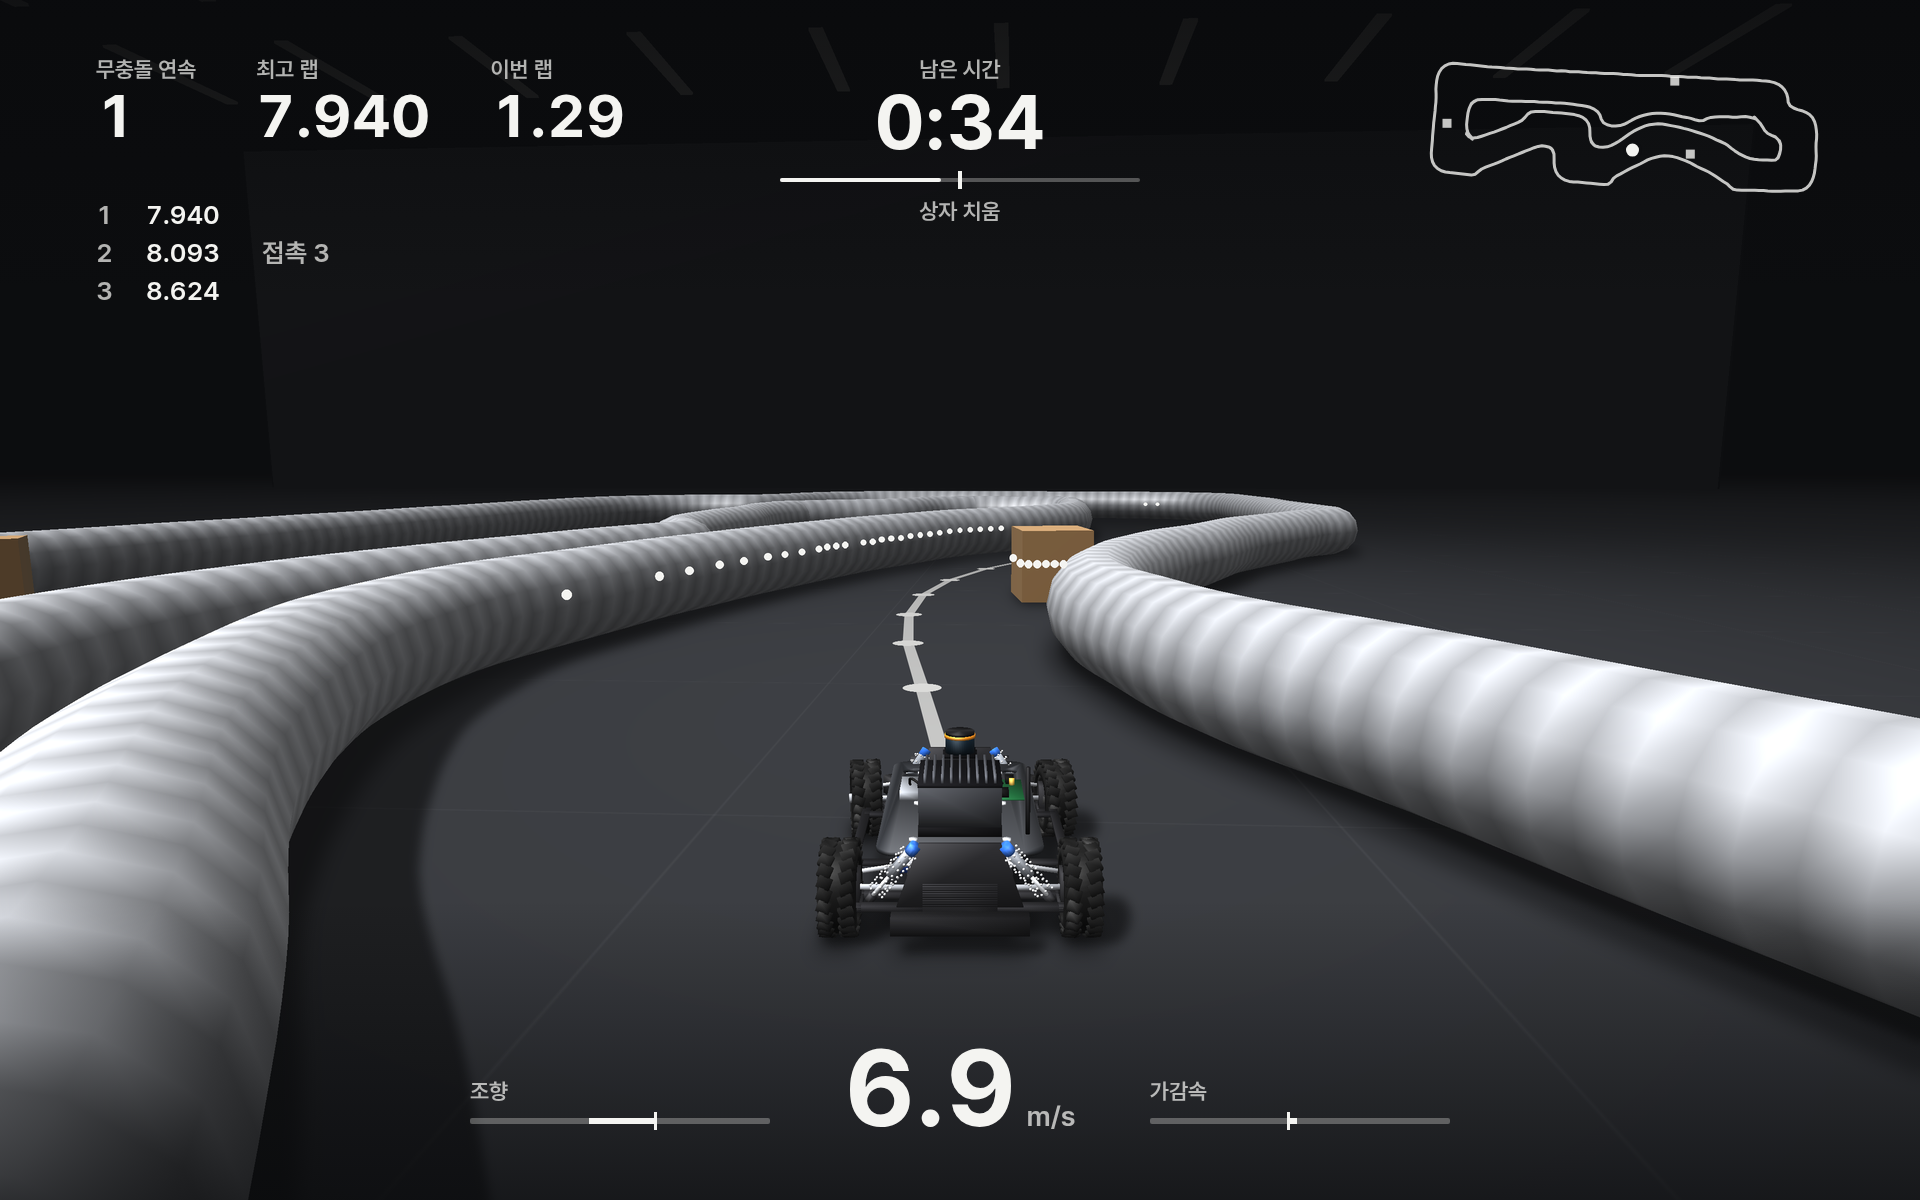 무충돌 연속 최고 랩 이번 랩 남은 시간
1 7.940 1.29 0:34
상자 치움
1 7.940
2 8.093 접촉 3
3 8.624
조향 6.9 m/s 가감속